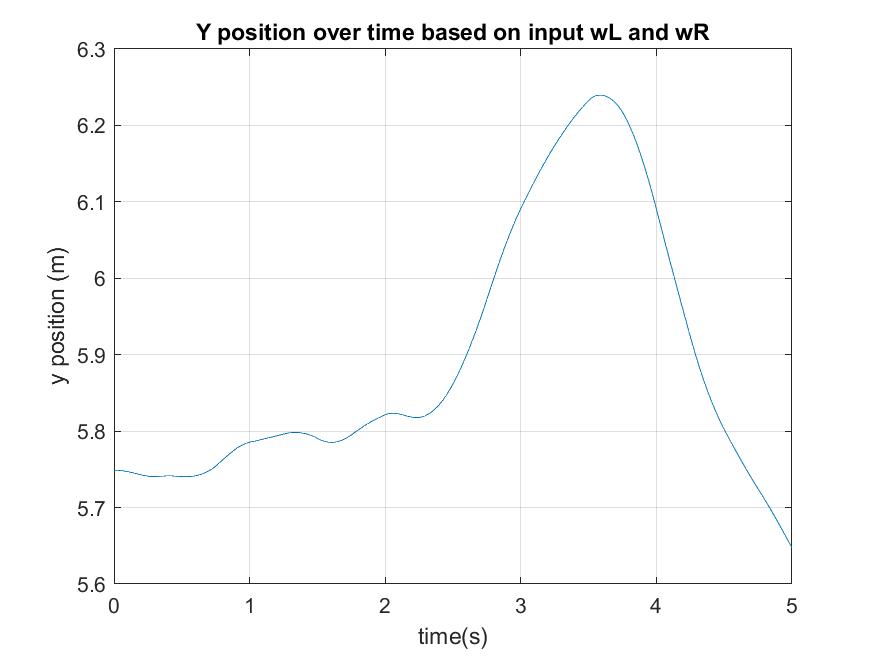 Y position over time based on input wL and wR
6.3
6.2
6.1
6
5.9
5.8
5.7
5.6
y position (m)
0 1 2 3 4 5
time(s)